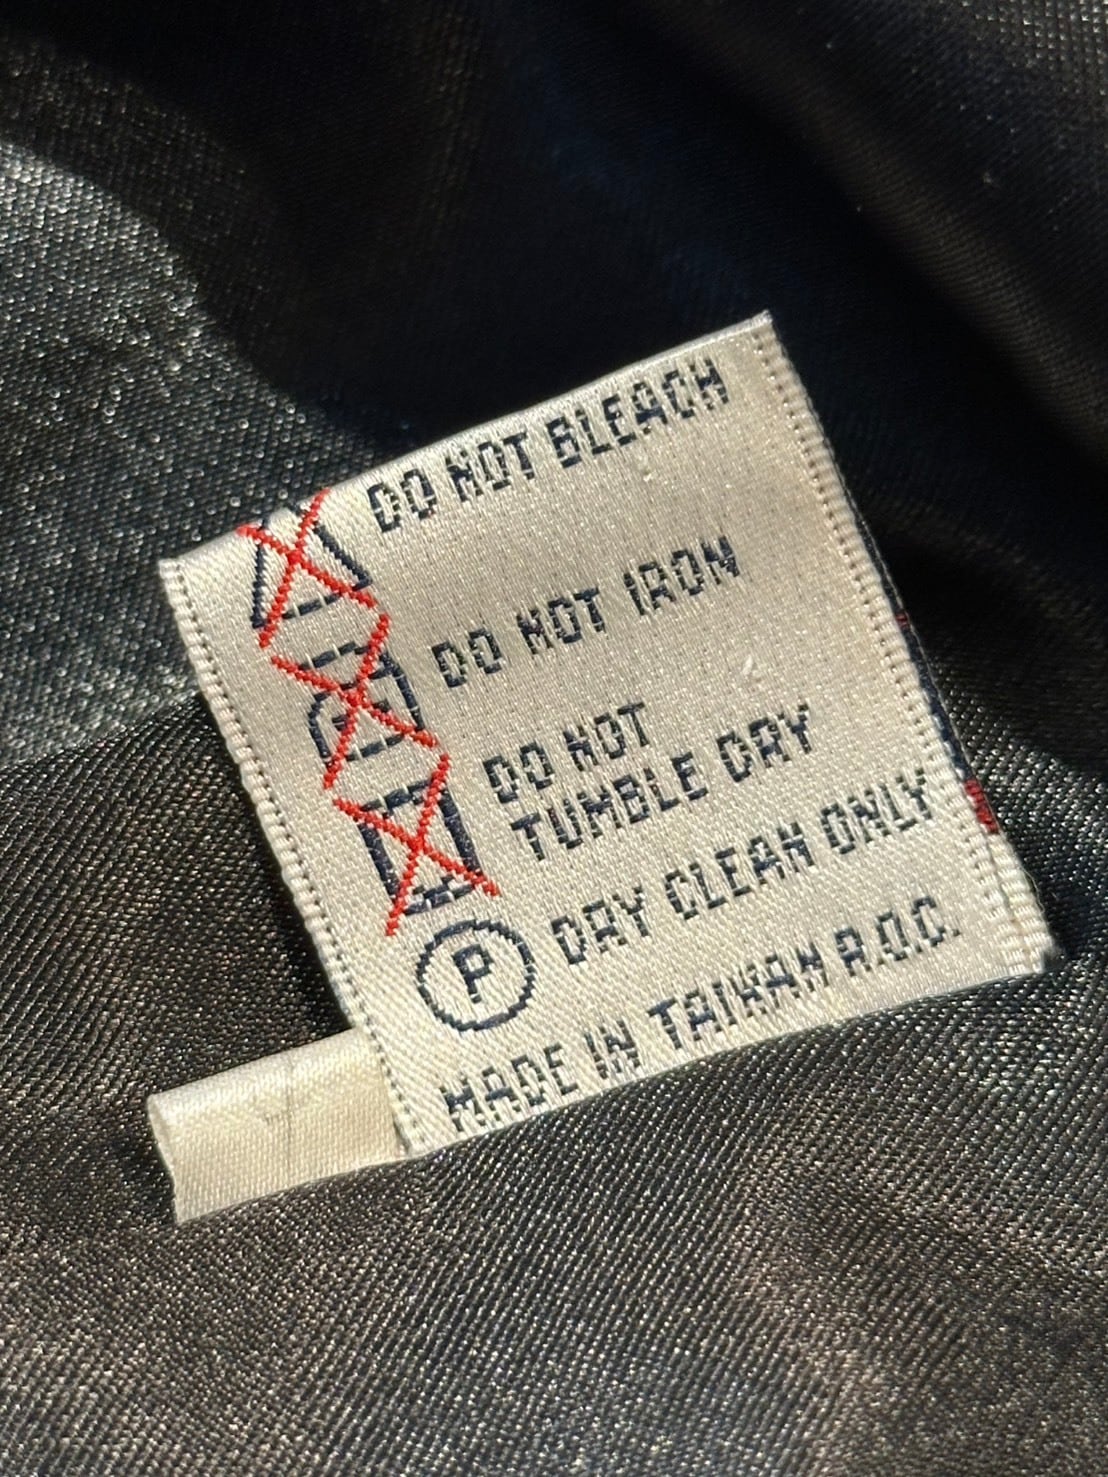 DO NOT BLEACH
DO NOT IRON
DO NOT
TUMBLE DRY
P DRY CLEAN ONLY
MADE IN TAIWAN R.O.C.